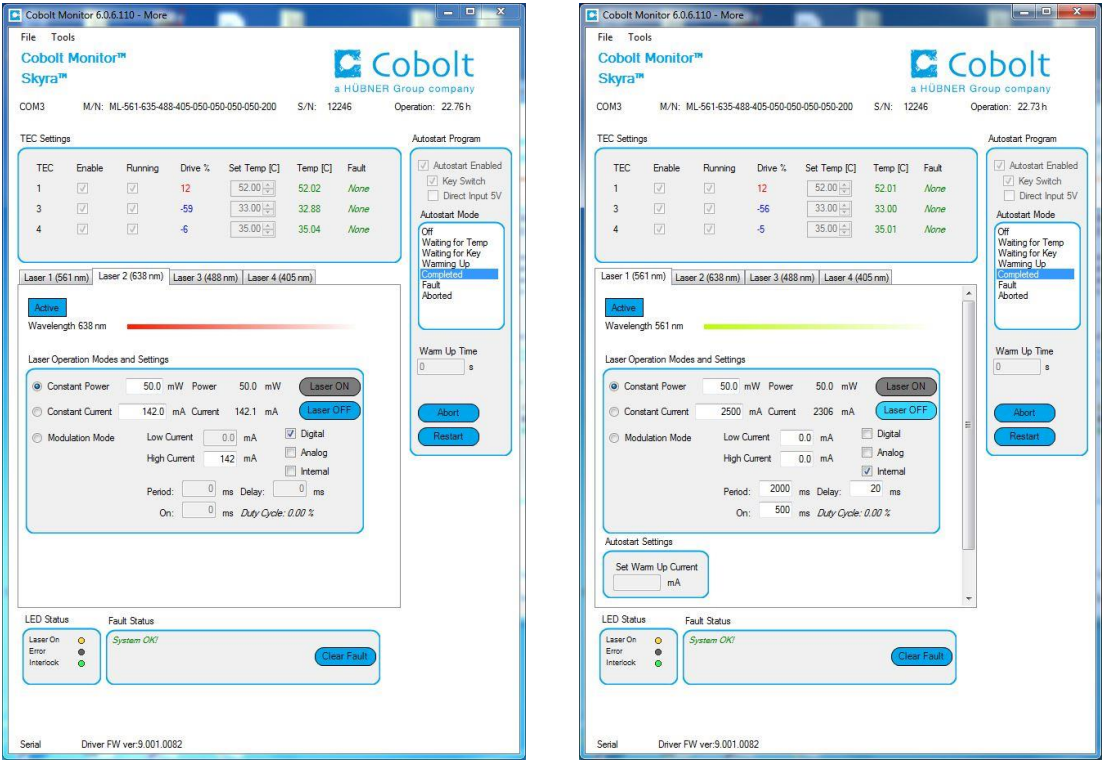 Cobolt Monitor 6.0.6.110 - More
File Tools
Cobolt Monitor™
Skyra™
Cobolt
a HÜBNER Group company
COM3 M/N: ML-561-635-488-405-050-050-050-050-200 S/N: 12246 Operation: 22.76 h
TEC Settings
TEC Enable Running Drive % Set Temp [C] Temp [C] Fault
1 12 52.00 52.02 None
3 -59 33.00 32.88 None
4 -6 35.00 35.04 None
Autostart Program
Autostart Enabled
Key Switch
Direct Input 5V
Autostart Mode
Off
Waiting for Temp
Waiting for Key
Warming Up
Completed
Fault
Aborted
Warm Up Time
0 s
Abort
Restart
Laser 1 (561 nm) Laser 2 (638 nm) Laser 3 (488 nm) Laser 4 (405 nm)
Active
Wavelength 638 nm
Laser Operation Modes and Settings
Constant Power 50.0 mW Power 50.0 mW Laser ON
Constant Current 142.0 mA Current 142.1 mA Laser OFF
Modulation Mode Low Current 0.0 mA Digital
High Current 142 mA Analog
Internal
Period: 0 ms Delay: 0 ms
On: 0 ms Duty Cycle: 0.00 %
LED Status
Laser On
Error
Interlock
Fault Status
System OK!
Clear Fault
Serial Driver FW ver:9.001.0082
Cobolt Monitor 6.0.6.110 - More
File Tools
Cobolt Monitor™
Skyra™
Cobolt
a HÜBNER Group company
COM3 M/N: ML-561-635-488-405-050-050-050-050-200 S/N: 12246 Operation: 22.73 h
TEC Settings
TEC Enable Running Drive % Set Temp [C] Temp [C] Fault
1 12 52.00 52.01 None
3 -56 33.00 33.00 None
4 -5 35.00 35.01 None
Autostart Program
Autostart Enabled
Key Switch
Direct Input 5V
Autostart Mode
Off
Waiting for Temp
Waiting for Key
Warming Up
Completed
Fault
Aborted
Warm Up Time
0 s
Abort
Restart
Laser 1 (561 nm) Laser 2 (638 nm) Laser 3 (488 nm) Laser 4 (405 nm)
Active
Wavelength 561 nm
Laser Operation Modes and Settings
Constant Power 50.0 mW Power 50.0 mW Laser ON
Constant Current 2500 mA Current 2306 mA Laser OFF
Modulation Mode Low Current 0.0 mA Digital
High Current 0.0 mA Analog
Internal
Period: 2000 ms Delay: 20 ms
On: 500 ms Duty Cycle: 0.00 %
Autostart Settings
Set Warm Up Current
mA
LED Status
Laser On
Error
Interlock
Fault Status
System OK!
Clear Fault
Serial Driver FW ver:9.001.0082